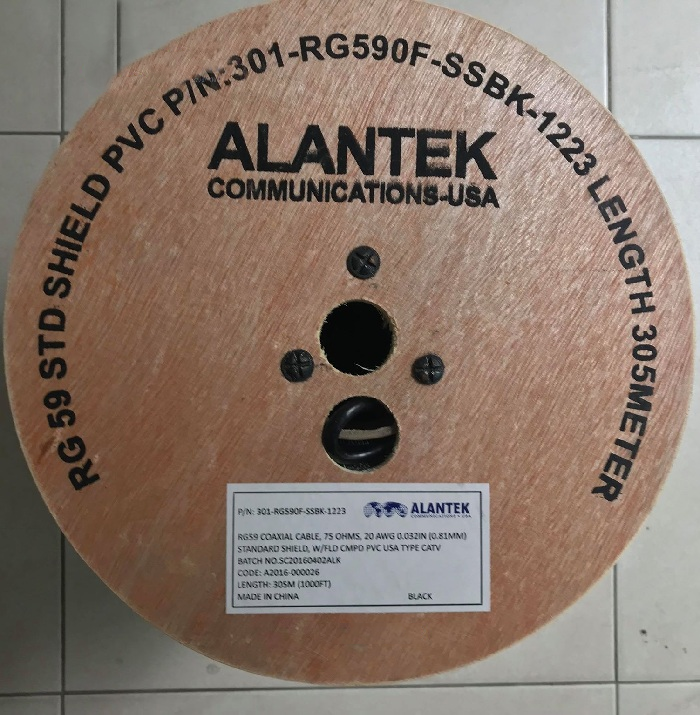 RG 59 STD SHIELD PVC P/N:301-RG590F-SSBK-1223 LENGTH 305METER
ALANTEK
COMMUNICATIONS-USA
P/N: 301-RG590F-SSBK-1223
ALANTEK
COMMUNICATIONS • USA
RG59 COAXIAL CABLE, 75 OHMS, 20 AWG 0.032IN (0.81MM)
STANDARD SHIELD, W/FLD CMPD PVC USA TYPE CATV
BATCH NO.SC20160402ALK
CODE: A2016-000026
LENGTH: 305M (1000FT)
MADE IN CHINA BLACK